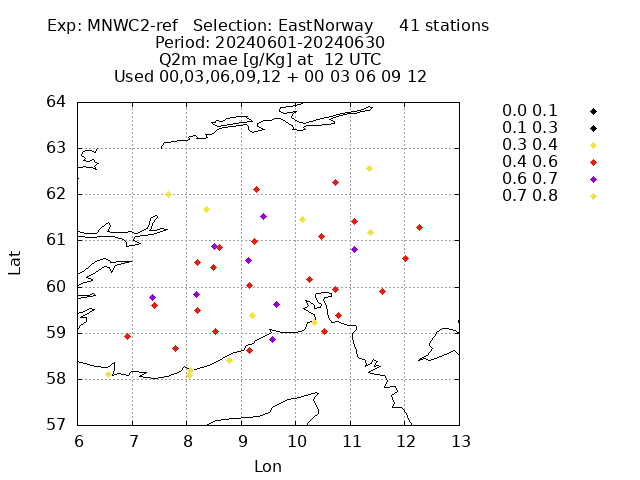 Exp: MNWC2-ref   Selection: EastNorway     41 stations
Period: 20240601-20240630
Q2m mae [g/Kg] at  12 UTC
Used 00,03,06,09,12 + 00 03 06 09 12
64
63
62
61
60
59
58
57
Lat
6 7 8 9 10 11 12 13
Lon
0.0 0.1
0.1 0.3
0.3 0.4
0.4 0.6
0.6 0.7
0.7 0.8